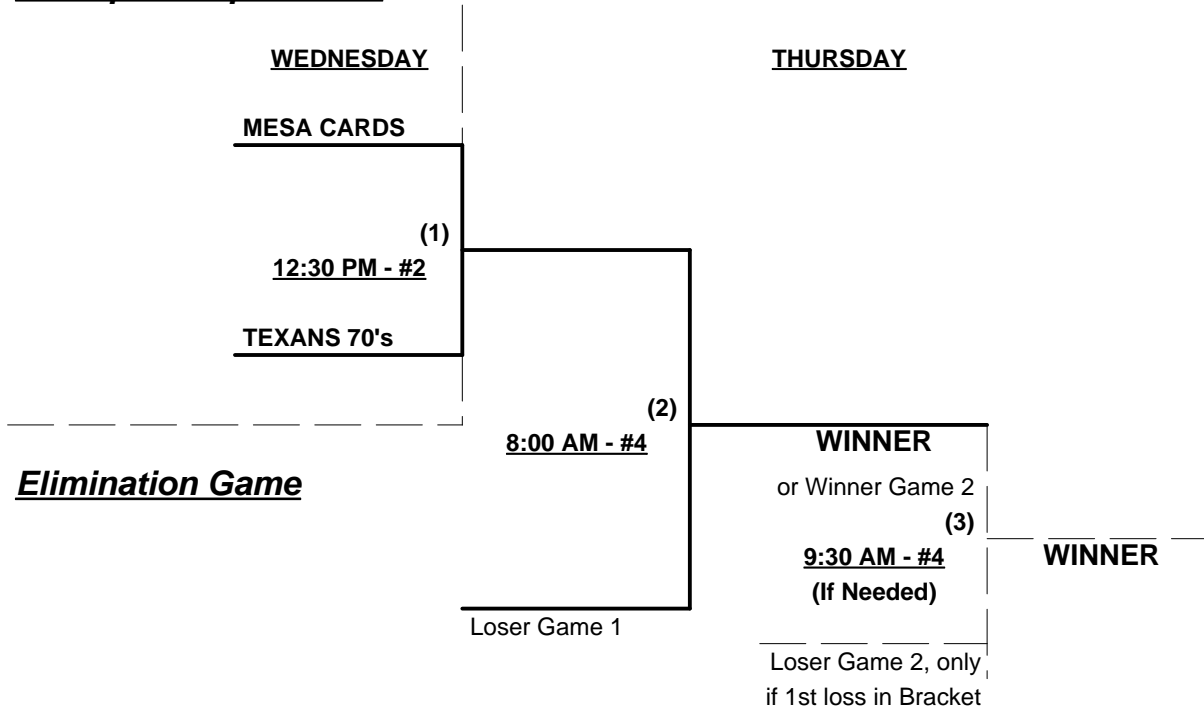 WEDNESDAY THURSDAY
MESA CARDS
(1)
12:30 PM - #2
TEXANS 70's
(2)
8:00 AM - #4
WINNER
Elimination Game
or Winner Game 2
(3)
9:30 AM - #4
WINNER
(If Needed)
Loser Game 1
Loser Game 2, only
if 1st loss in Bracket